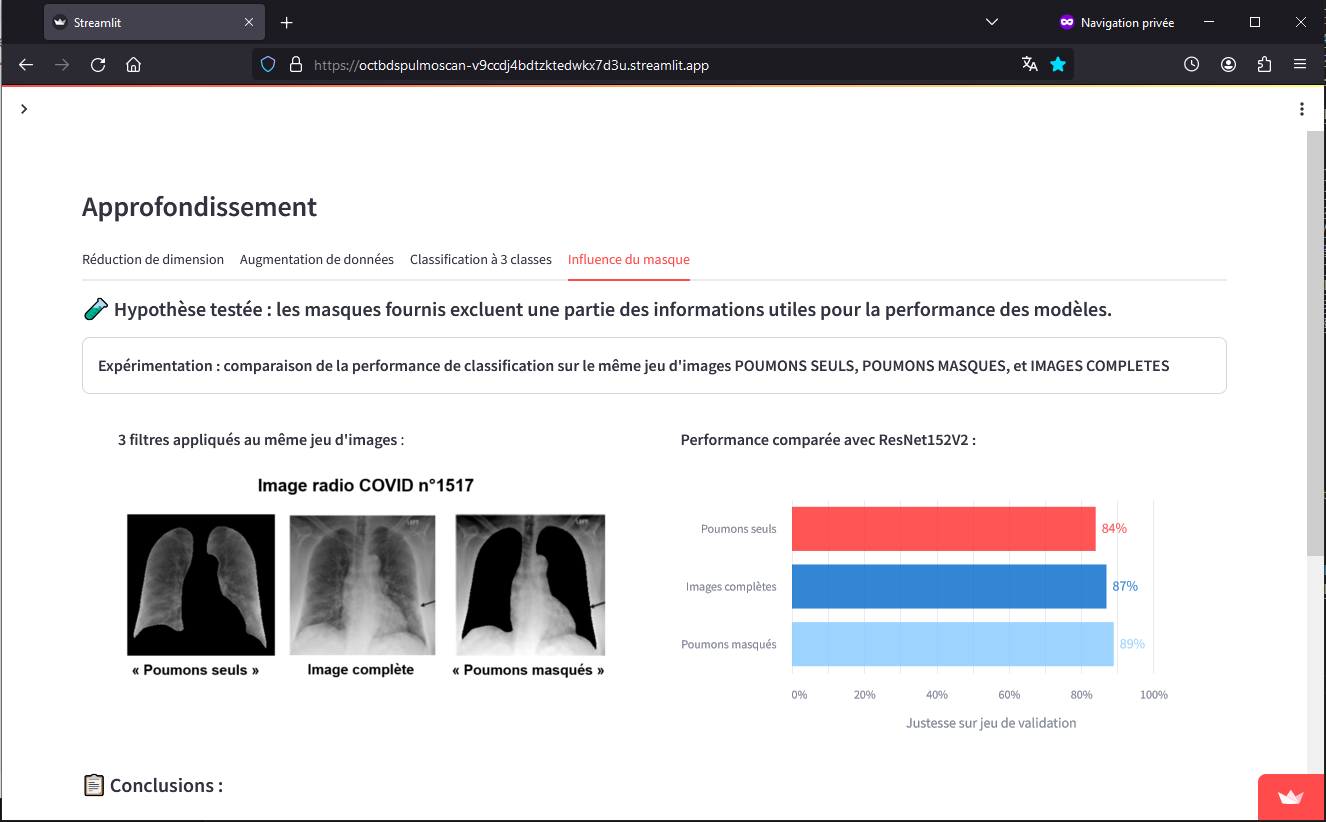 Streamlit
Navigation privée
https://octbdspulmoscan-v9ccdj4bdtzktedwkx7d3u.streamlit.app
Approfondissement
Réduction de dimension Augmentation de données Classification à 3 classes Influence du masque
Hypothèse testée : les masques fournis excluent une partie des informations utiles pour la performance des modèles.
Expérimentation : comparaison de la performance de classification sur le même jeu d'images POUMONS SEULS, POUMONS MASQUES, et IMAGES COMPLETES
3 filtres appliqués au même jeu d'images :
Image radio COVID n°1517
LEFT
LEFT
« Poumons seuls »
Image complète
« Poumons masqués »
Performance comparée avec ResNet152V2 :
Poumons seuls 84%
Images complètes 87%
Poumons masqués 89%
0% 20% 40% 60% 80% 100%
Justesse sur jeu de validation
Conclusions :